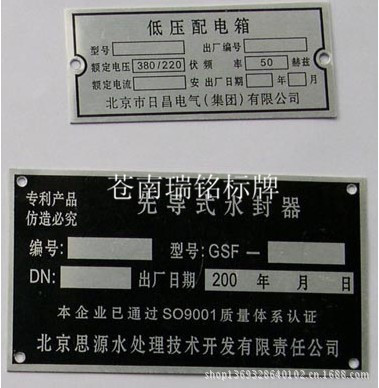 低压配电箱
型号 出厂编号
额定电压 380/220 伏 频 率 50 赫兹
额定电流 安 出厂日期 年 月
北京市日昌电气(集团)有限公司
苍南瑞铭标牌
专利产品
仿造必究
先导式水封器
编号: 型号: GSF —
DN: 出厂日期 200 年 月 日
本企业已通过SO9001质量体系认证
北京思源水处理技术开发有限责任公司
shop1369328640102@1688.com